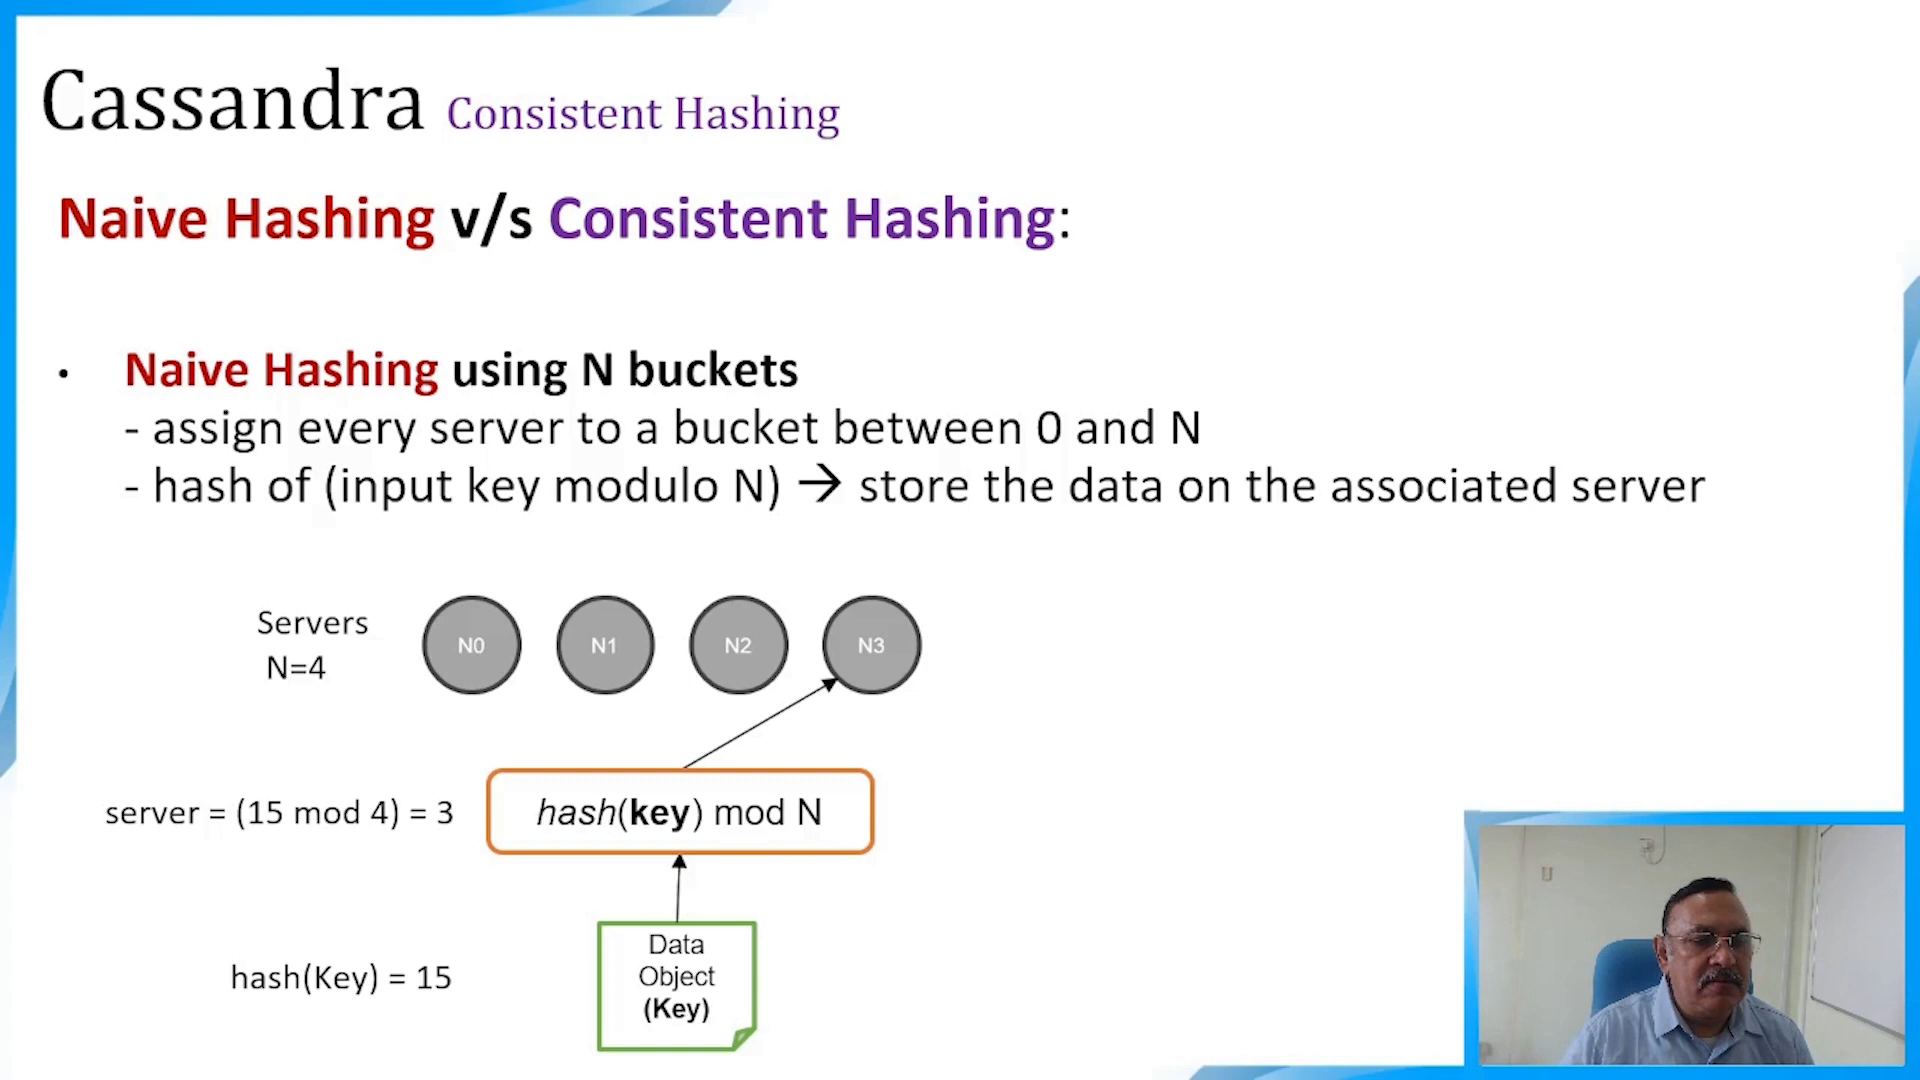 Cassandra Consistent Hashing
Naive Hashing v/s Consistent Hashing:
• Naive Hashing using N buckets
- assign every server to a bucket between 0 and N
- hash of (input key modulo N) → store the data on the associated server
Servers
N=4
N0 N1 N2 N3
server = (15 mod 4) = 3
hash(key) mod N
Data
Object
(Key)
hash(Key) = 15